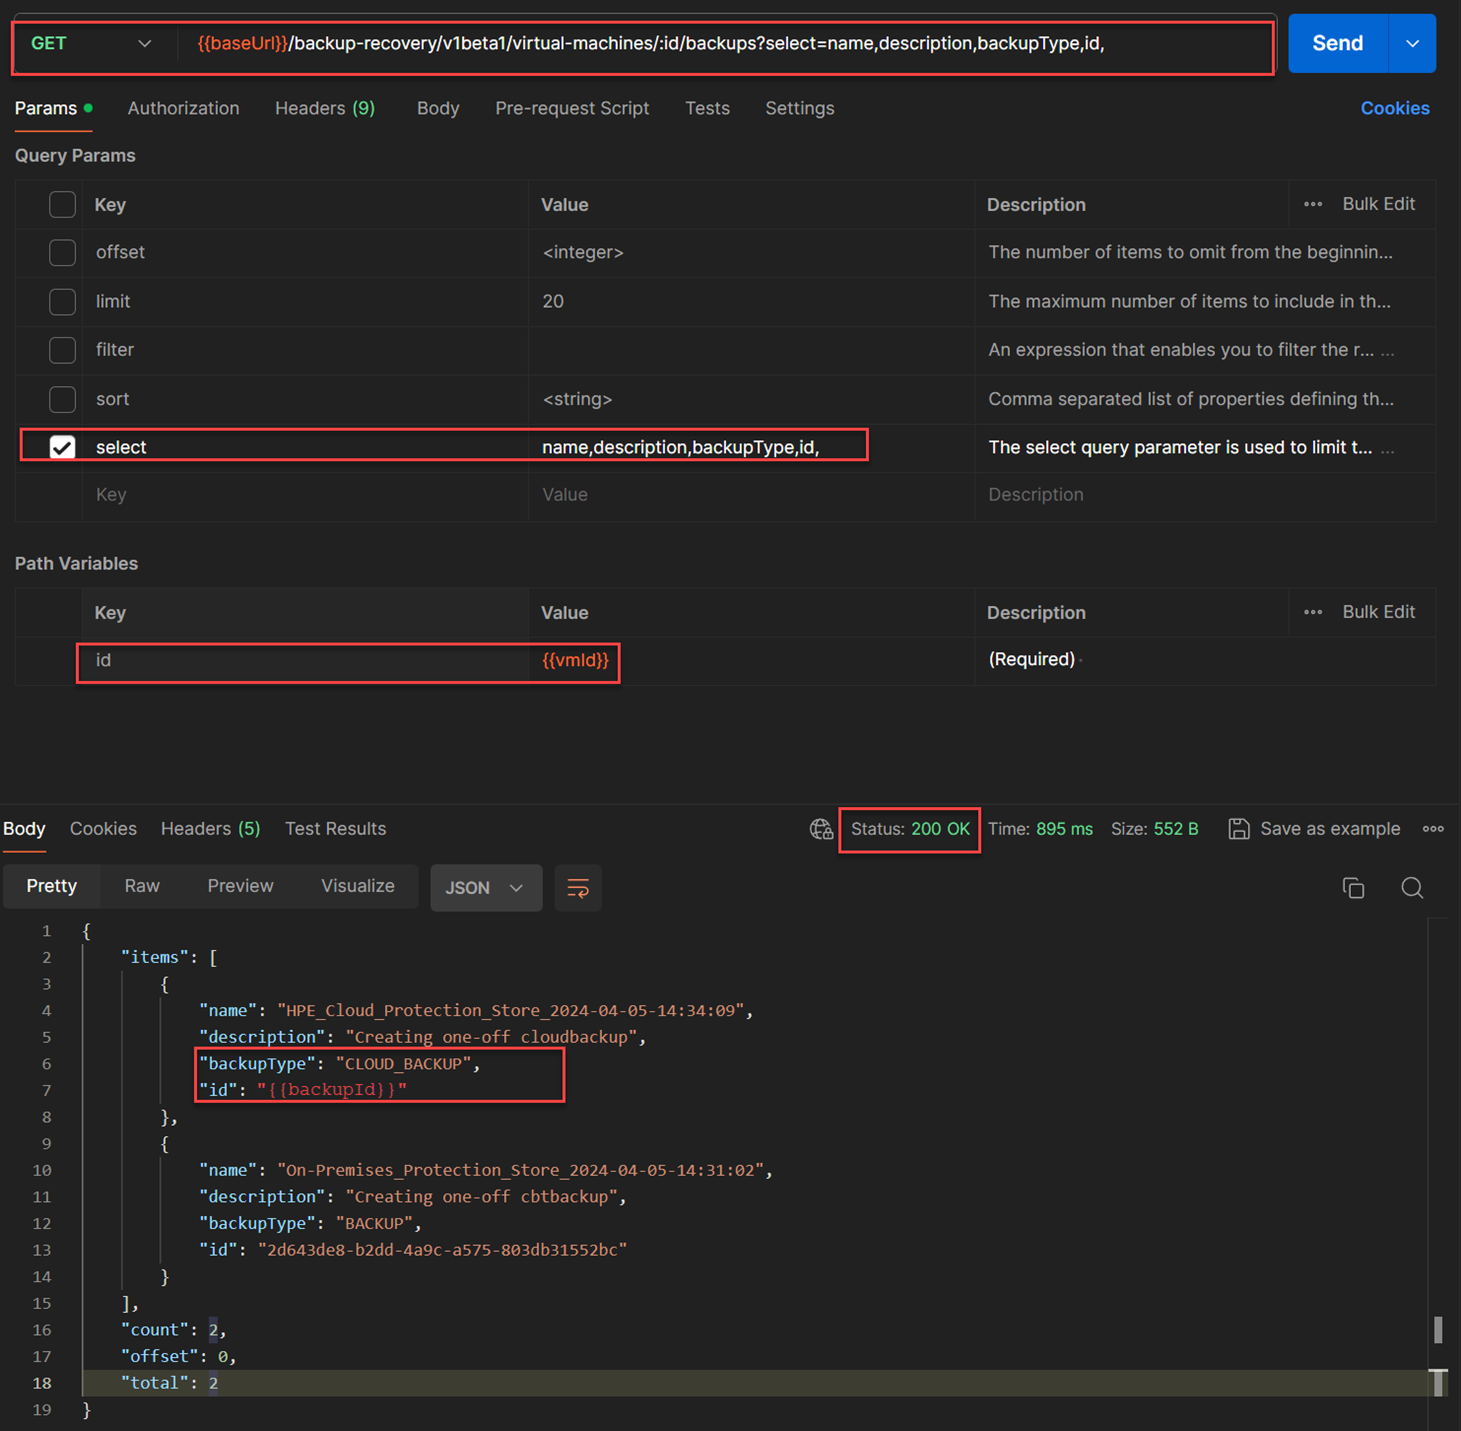 GET {{baseUrl}}/backup-recovery/v1beta1/virtual-machines/:id/backups?select=name,description,backupType,id, Send
Params Authorization Headers (9) Body Pre-request Script Tests Settings Cookies
Query Params
Key Value Description Bulk Edit
offset <integer> The number of items to omit from the beginnin...
limit 20 The maximum number of items to include in th...
filter An expression that enables you to filter the r... ...
sort <string> Comma separated list of properties defining th...
select name,description,backupType,id, The select query parameter is used to limit t... ...
Key Value Description
Path Variables
Key Value Description Bulk Edit
id {{vmId}} (Required)
Body Cookies Headers (5) Test Results Status: 200 OK Time: 895 ms Size: 552 B Save as example
Pretty Raw Preview Visualize JSON
1 {
2 "items": [
3 {
4 "name": "HPE_Cloud_Protection_Store_2024-04-05-14:34:09",
5 "description": "Creating one-off cloudbackup",
6 "backupType": "CLOUD_BACKUP",
7 "id": "{{backupId}}"
8 },
9 {
10 "name": "On-Premises_Protection_Store_2024-04-05-14:31:02",
11 "description": "Creating one-off cbtbackup",
12 "backupType": "BACKUP",
13 "id": "2d643de8-b2dd-4a9c-a575-803db31552bc"
14 }
15 ],
16 "count": 2,
17 "offset": 0,
18 "total": 2
19 }